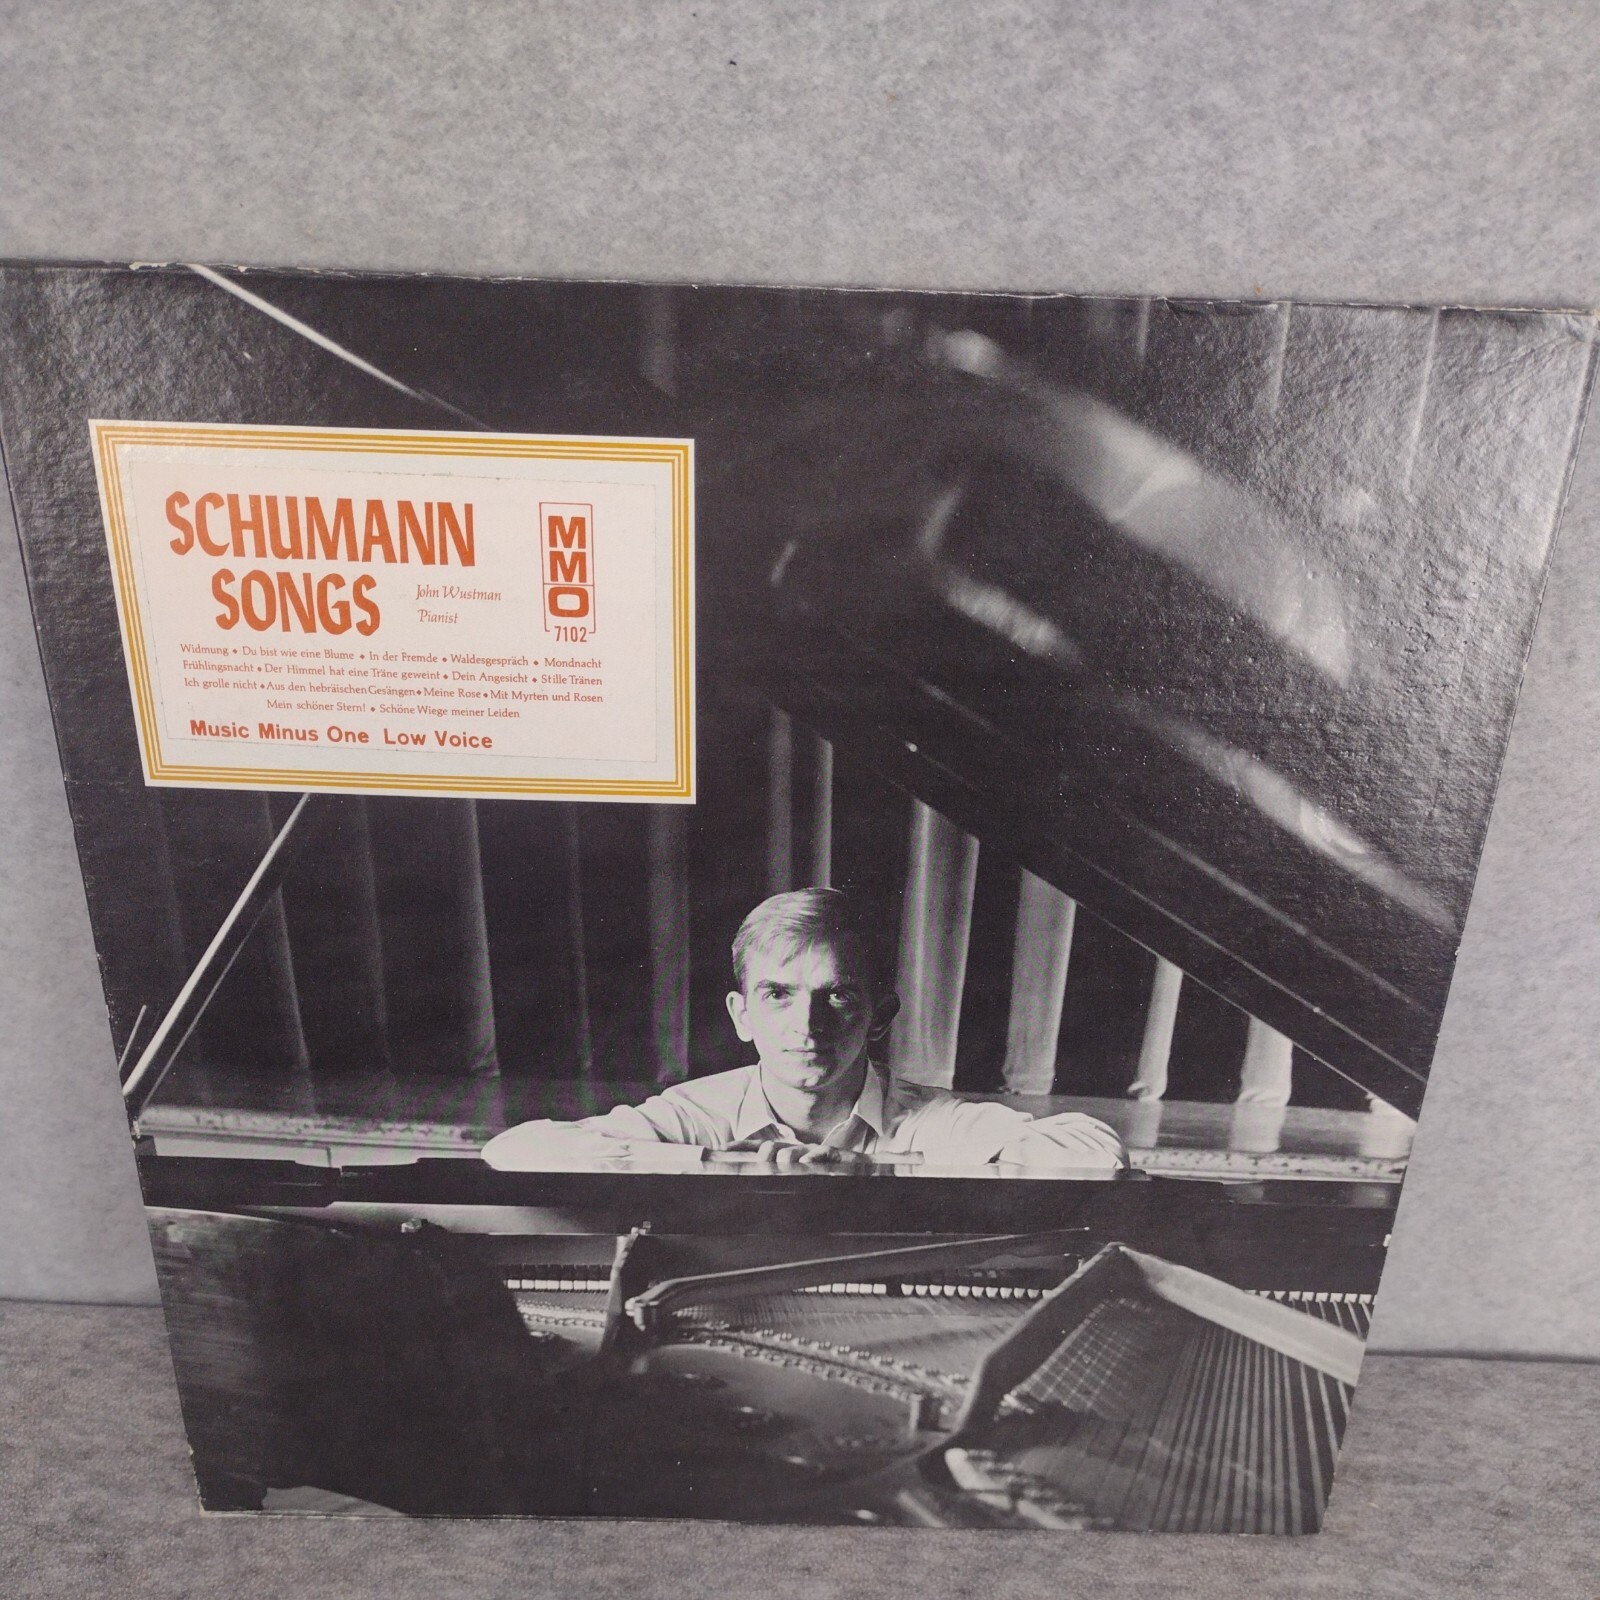 SCHUMANN
SONGS
John Wustman
Pianist
MMO
7102
Widmung • Du bist wie eine Blume • In der Fremde • Waldesgespräch • Mondnacht
Frühlingsnacht • Der Himmel hat eine Träne geweint • Dein Angesicht • Stille Tränen
Ich grolle nicht • Aus den hebräischen Gesängen • Meine Rose • Mit Myrten und Rosen
Mein schöner Stern! • Schöne Wiege meiner Leiden
Music Minus One Low Voice